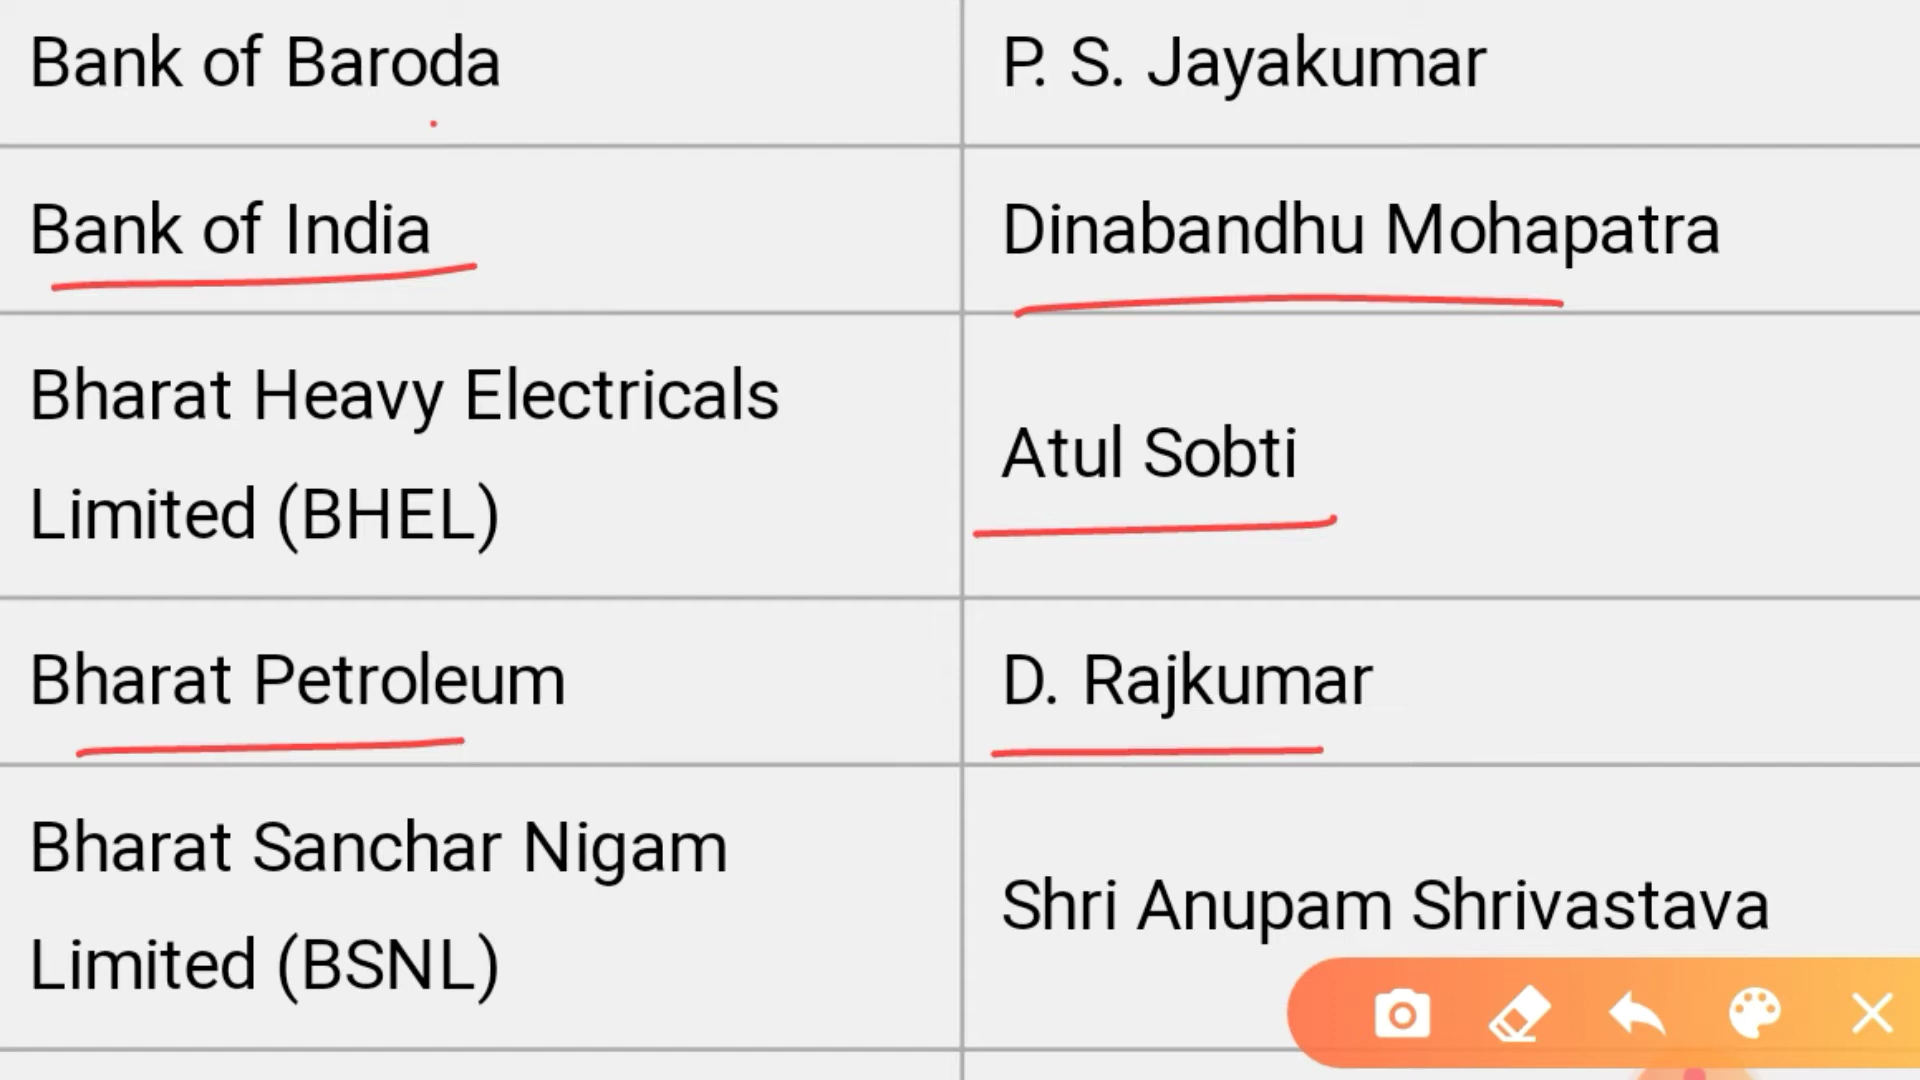 Bank of Baroda
P. S. Jayakumar
Bank of India
Dinabandhu Mohapatra
Bharat Heavy Electricals
Limited (BHEL)
Atul Sobti
Bharat Petroleum
D. Rajkumar
Bharat Sanchar Nigam
Limited (BSNL)
Shri Anupam Shrivastava